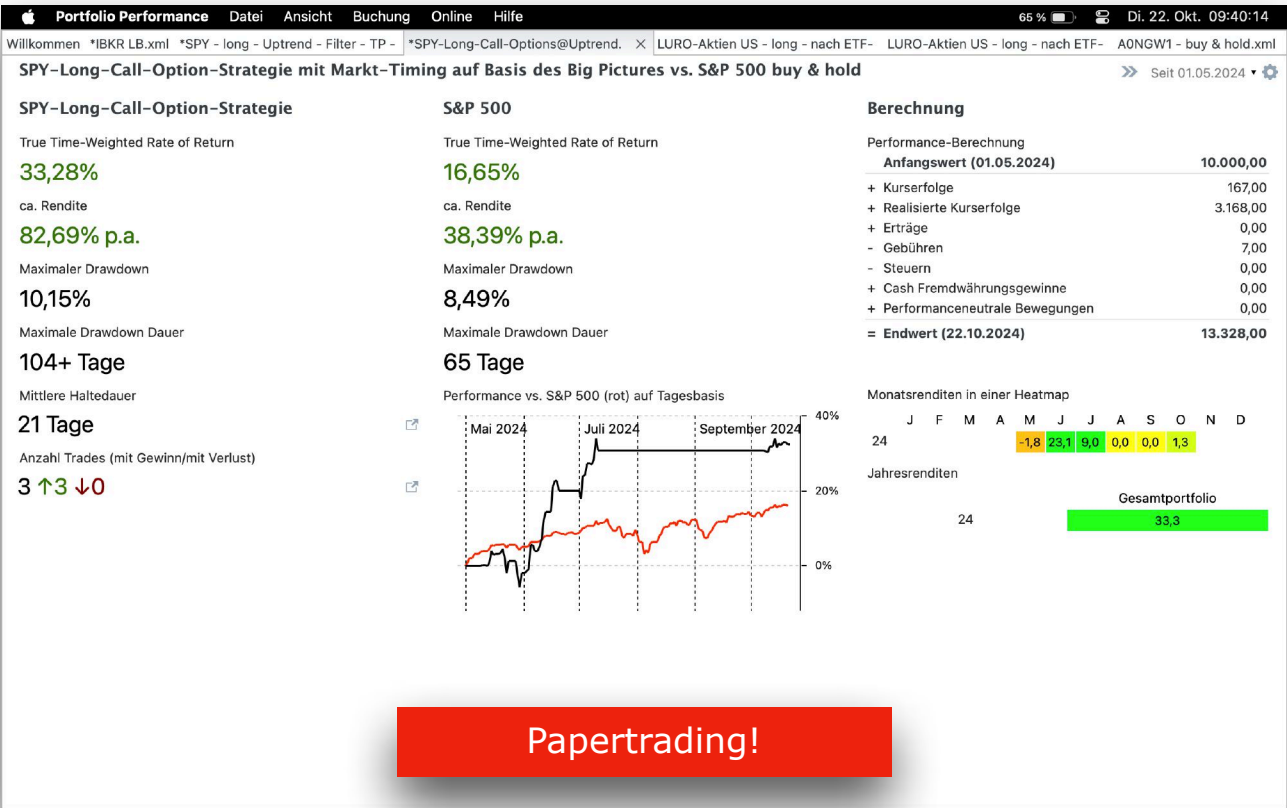 Portfolio Performance Datei Ansicht Buchung Online Hilfe 65 % Di. 22. Okt. 09:40:14
Willkommen *IBKR LB.xml *SPY - long - Uptrend - Filter - TP - *SPY-Long-Call-Options@Uptrend. LURO-Aktien US - long - nach ETF- LURO-Aktien US - long - nach ETF- A0NGW1 - buy & hold.xml
SPY-Long-Call-Option-Strategie mit Markt-Timing auf Basis des Big Pictures vs. S&P 500 buy & hold
Seit 01.05.2024
SPY-Long-Call-Option-Strategie
True Time-Weighted Rate of Return
33,28%
ca. Rendite
82,69% p.a.
Maximaler Drawdown
10,15%
Maximale Drawdown Dauer
104+ Tage
Mittlere Haltedauer
21 Tage
Anzahl Trades (mit Gewinn/mit Verlust)
3 ↑3 ↓0
S&P 500
True Time-Weighted Rate of Return
16,65%
ca. Rendite
38,39% p.a.
Maximaler Drawdown
8,49%
Maximale Drawdown Dauer
65 Tage
Performance vs. S&P 500 (rot) auf Tagesbasis
Mai 2024 Juli 2024 September 2024
40%
20%
0%
Berechnung
Performance-Berechnung
Anfangswert (01.05.2024) 10.000,00
+ Kurserfolge 167,00
+ Realisierte Kurserfolge 3.168,00
+ Erträge 0,00
- Gebühren 7,00
- Steuern 0,00
+ Cash Fremdwährungsgewinne 0,00
+ Performanceneutrale Bewegungen 0,00
= Endwert (22.10.2024) 13.328,00
Monatsrenditen in einer Heatmap
J F M A M J J A S O N D
24 -1,8 23,1 9,0 0,0 0,0 1,3
Jahresrenditen
Gesamtportfolio
24 33,3
Papertrading!